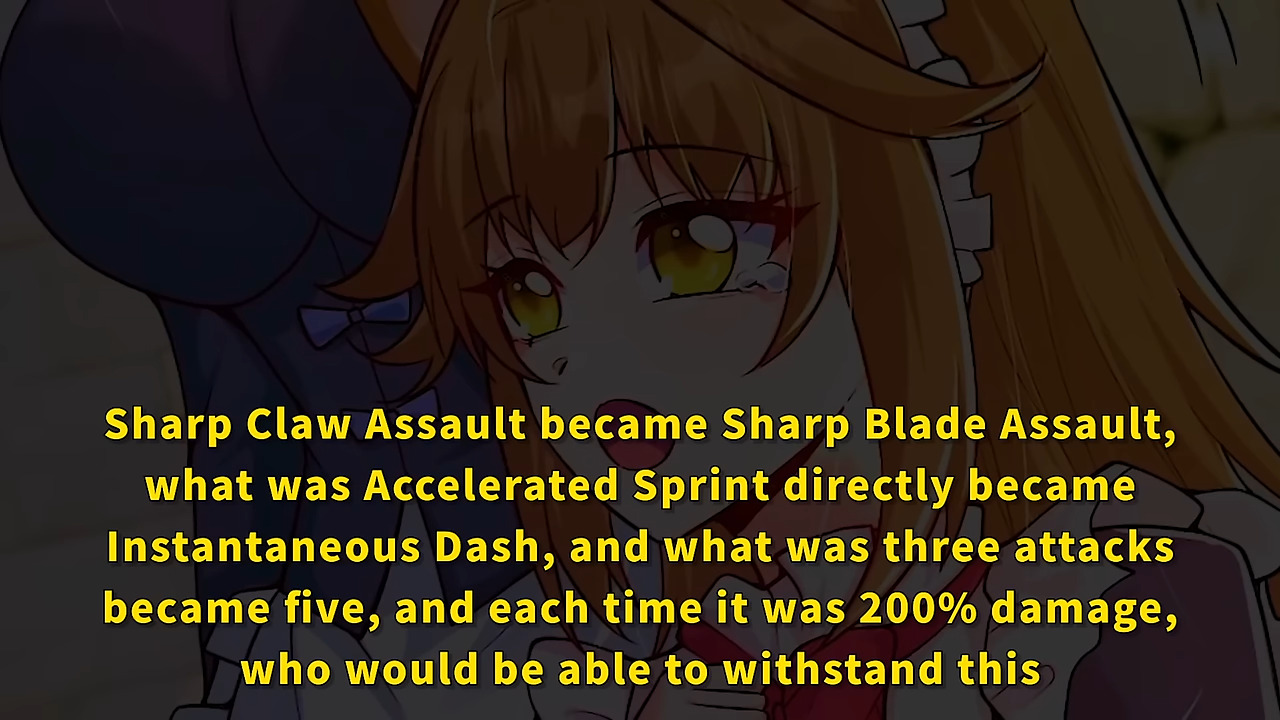 Sharp Claw Assault became Sharp Blade Assault,
what was Accelerated Sprint directly became
Instantaneous Dash, and what was three attacks
became five, and each time it was 200% damage,
who would be able to withstand this